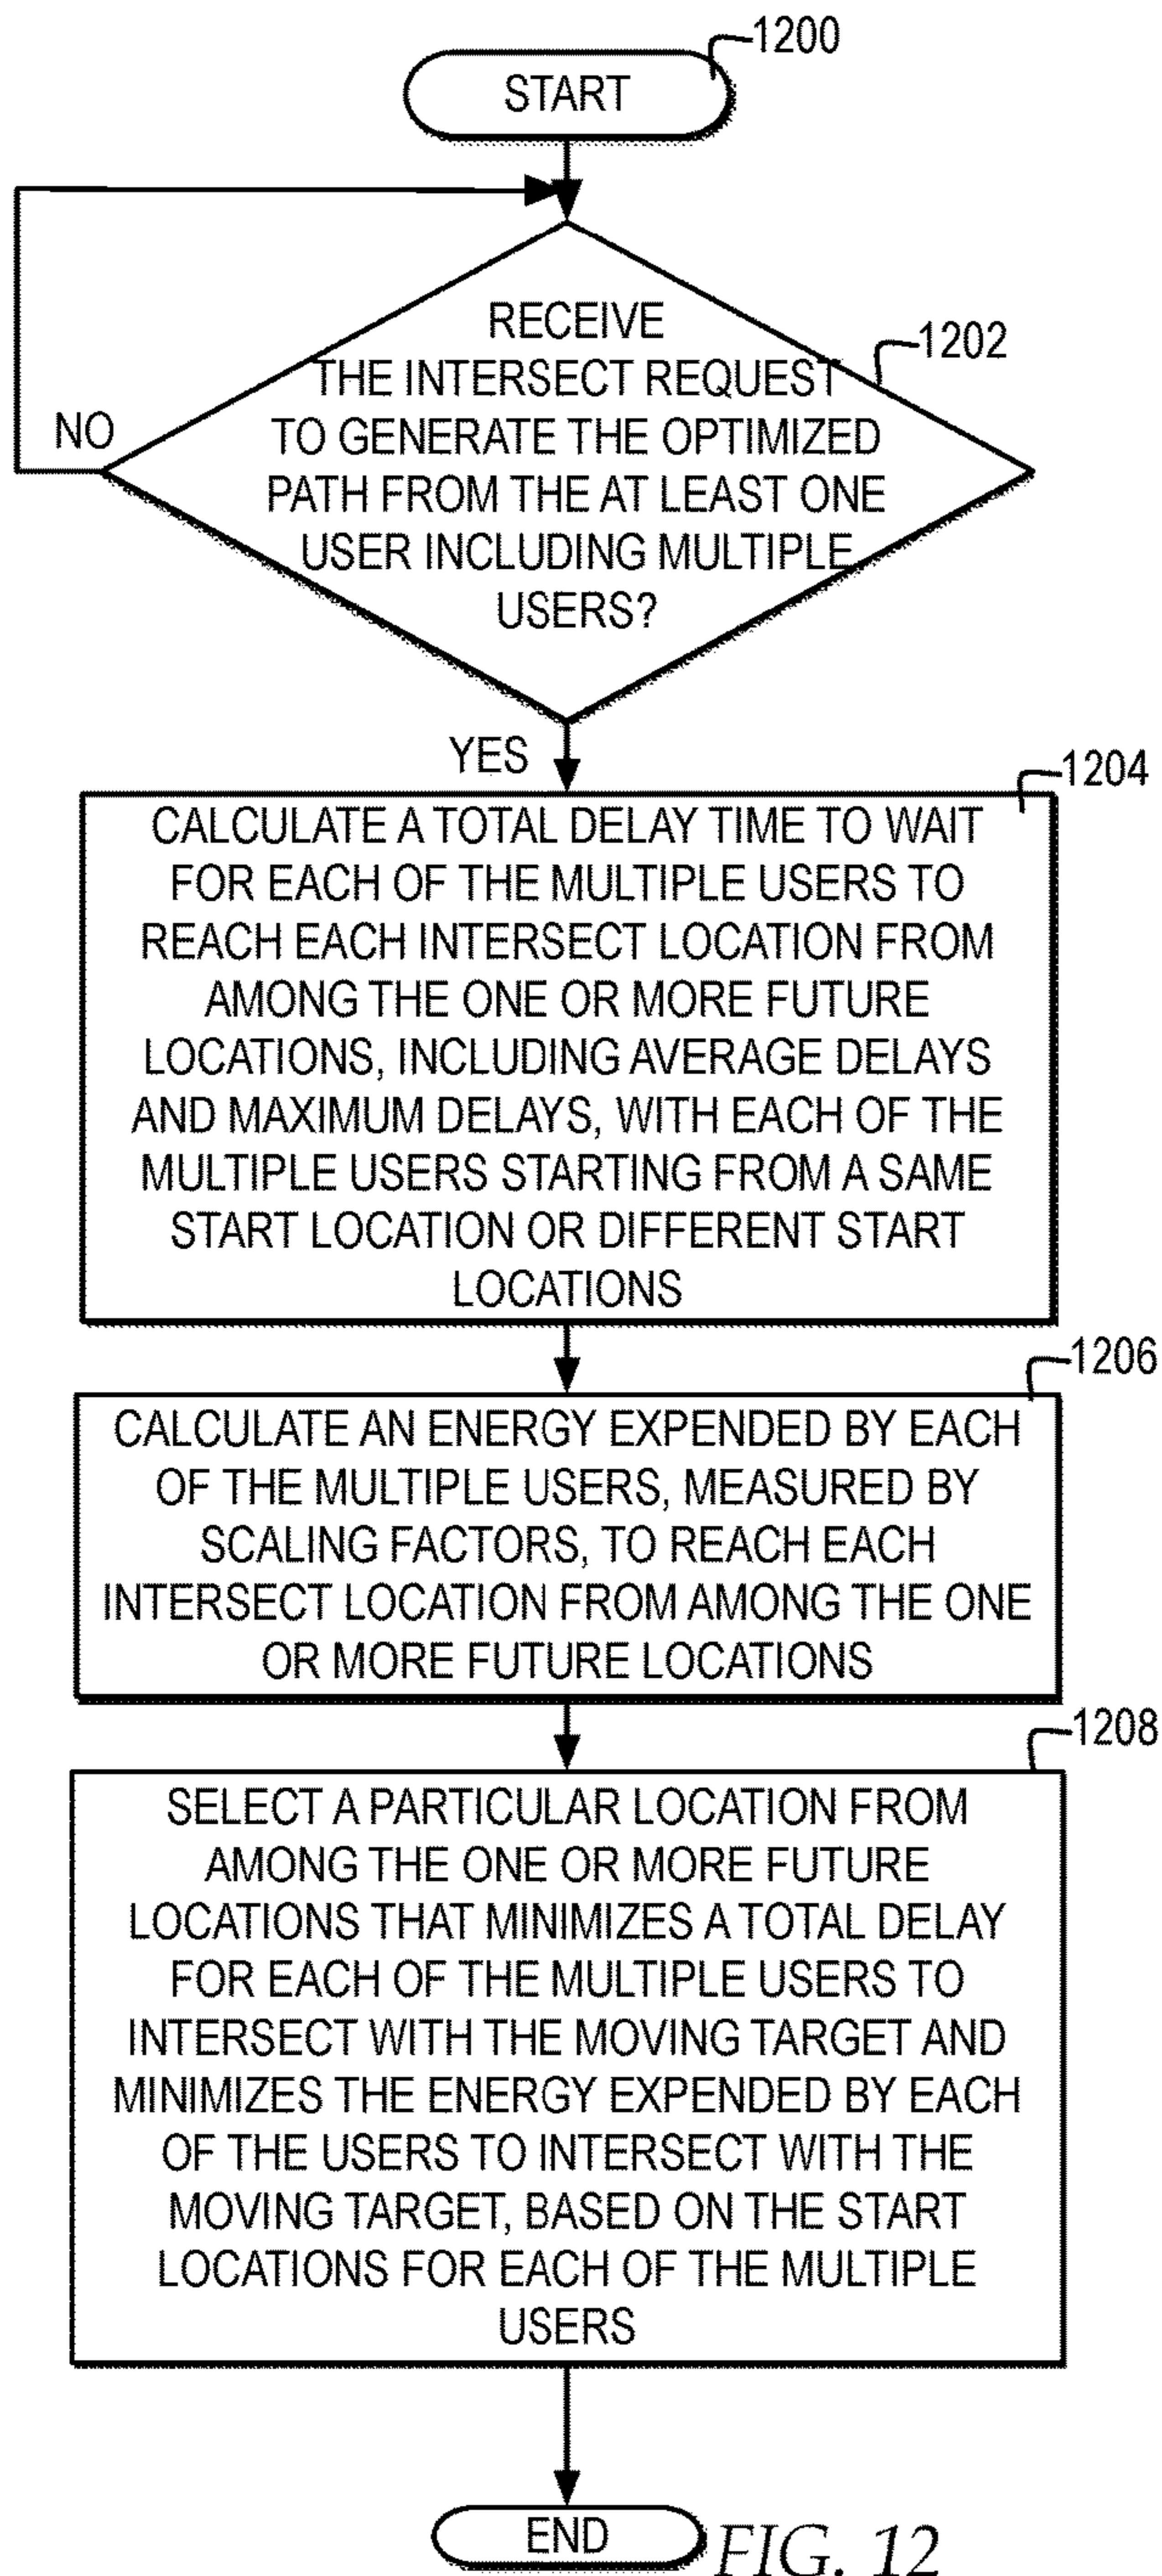 1200
START
RECEIVE
THE INTERSECT REQUEST
1202
TO GENERATE THE OPTIMIZED
NO
PATH FROM THE AT LEAST ONE
USER INCLUDING MULTIPLE
USERS?
YES
1204
CALCULATE A TOTAL DELAY TIME TO WAIT
FOR EACH OF THE MULTIPLE USERS TO
REACH EACH INTERSECT LOCATION FROM
AMONG THE ONE OR MORE FUTURE
LOCATIONS, INCLUDING AVERAGE DELAYS
AND MAXIMUM DELAYS, WITH EACH OF THE
MULTIPLE USERS STARTING FROM A SAME
START LOCATION OR DIFFERENT START
LOCATIONS
1206
CALCULATE AN ENERGY EXPENDED BY EACH
OF THE MULTIPLE USERS, MEASURED BY
SCALING FACTORS, TO REACH EACH
INTERSECT LOCATION FROM AMONG THE ONE
OR MORE FUTURE LOCATIONS
1208
SELECT A PARTICULAR LOCATION FROM
AMONG THE ONE OR MORE FUTURE
LOCATIONS THAT MINIMIZES A TOTAL DELAY
FOR EACH OF THE MULTIPLE USERS TO
INTERSECT WITH THE MOVING TARGET AND
MINIMIZES THE ENERGY EXPENDED BY EACH
OF THE USERS TO INTERSECT WITH THE
MOVING TARGET, BASED ON THE START
LOCATIONS FOR EACH OF THE MULTIPLE
USERS
END
FIG. 12